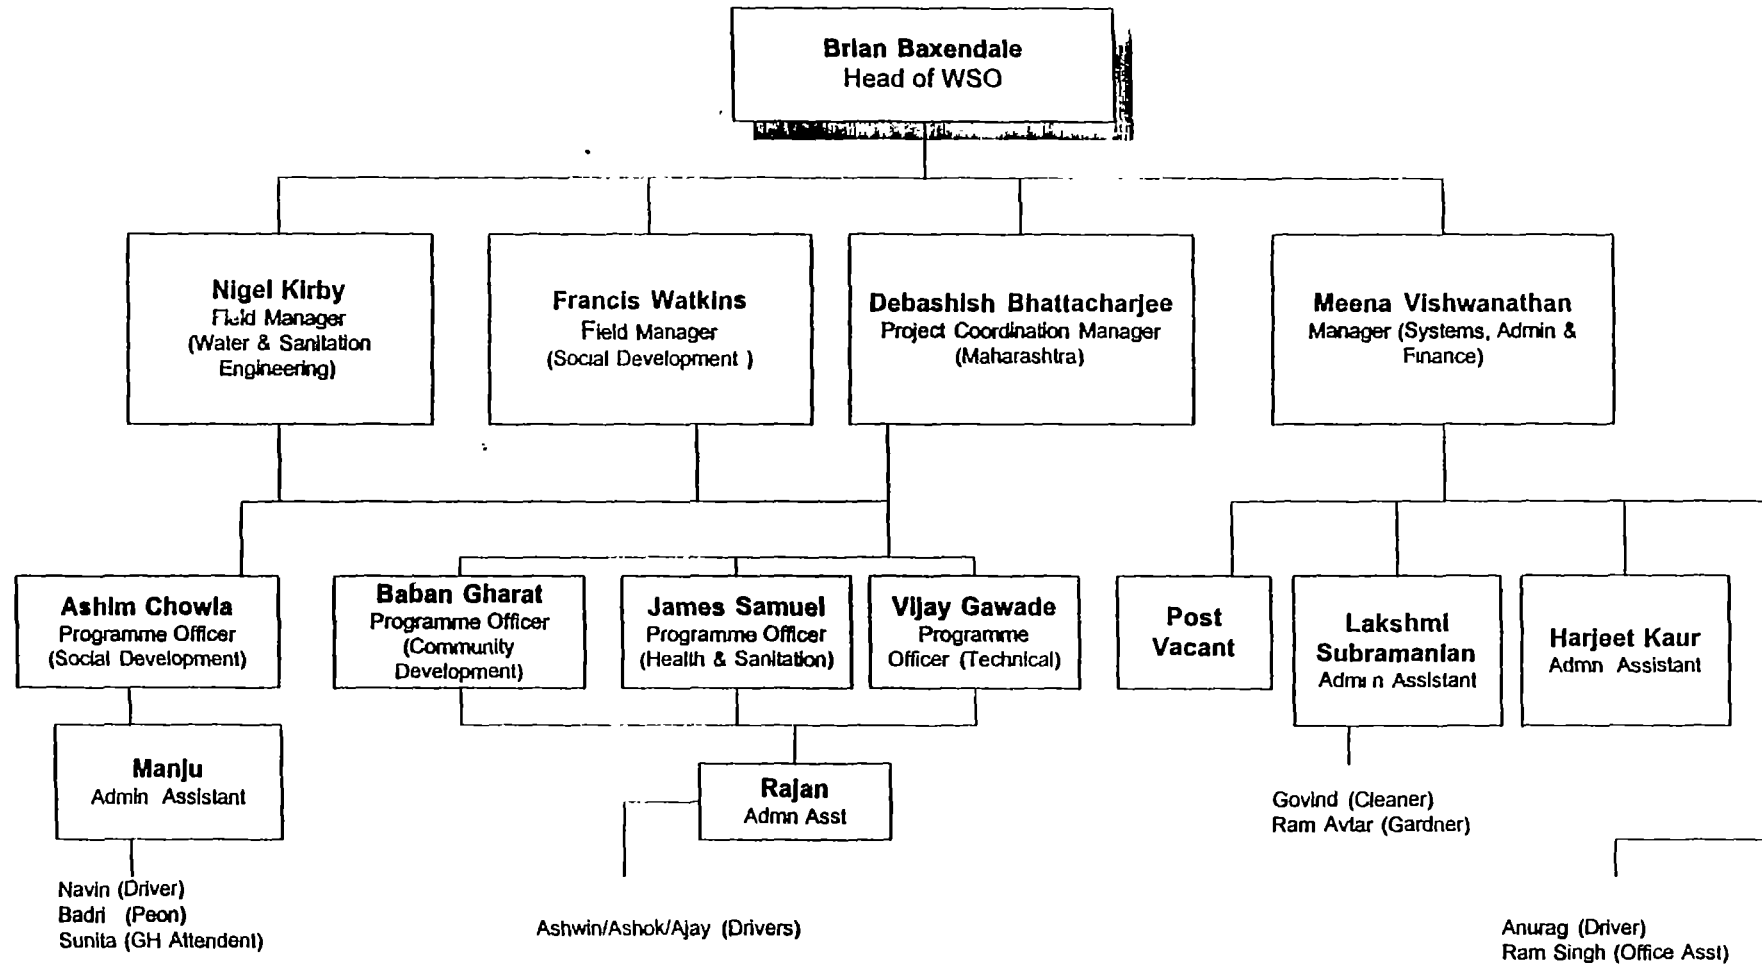 Brian Baxendale
Head of WSO
Nigel Kirby
Field Manager
(Water & Sanitation
Engineering)
Francis Watkins
Field Manager
(Social Development )
Debashish Bhattacharjee
Project Coordination Manager
(Maharashtra)
Meena Vishwanathan
Manager (Systems, Admin &
Finance)
Ashim Chowla
Programme Officer
(Social Development)
Baban Gharat
Programme Officer
(Community
Development)
James Samuel
Programme Officer
(Health & Sanitation)
Vijay Gawade
Programme
Officer (Technical)
Post
Vacant
Lakshmi
Subramanian
Admn Assistant
Harjeet Kaur
Admn Assistant
Manju
Admin Assistant
Rajan
Admn Asst
Govind (Cleaner)
Ram Avtar (Gardner)
Navin (Driver)
Badri (Peon)
Sunita (GH Attendent)
Ashwin/Ashok/Ajay (Drivers)
Anurag (Driver)
Ram Singh (Office Asst)